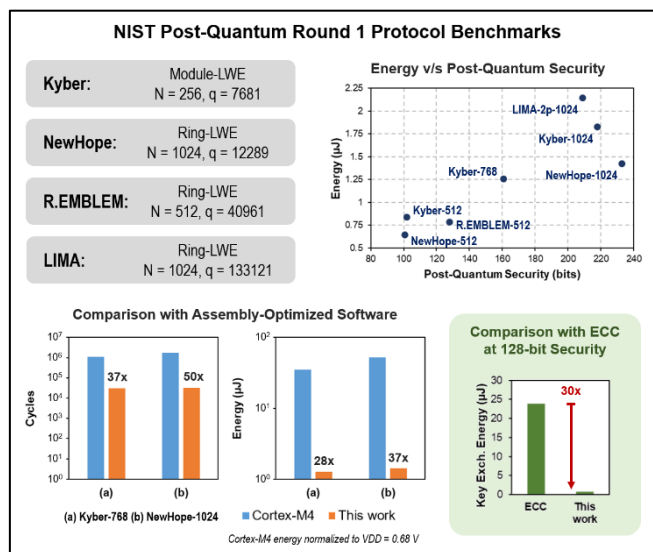 NIST Post-Quantum Round 1 Protocol Benchmarks
Kyber:
Module-LWE
N = 256, q = 7681
NewHope:
Ring-LWE
N = 1024, q = 12289
R.EMBLEM:
Ring-LWE
N = 512, q = 40961
LIMA:
Ring-LWE
N = 1024, q = 133121
Energy v/s Post-Quantum Security
Energy (µJ)
2.25
2
1.75
1.5
1.25
1
0.75
0.5
LIMA-2p-1024
Kyber-1024
NewHope-1024
Kyber-768
Kyber-512
R.EMBLEM-512
NewHope-512
80 100 120 140 160 180 200 220 240
Post-Quantum Security (bits)
Comparison with Assembly-Optimized Software
Cycles
10⁷
10⁶
10⁵
10⁴
10³
10²
10¹
10⁰
37x
50x
(a) (b)
Energy (µJ)
10²
10¹
10⁰
28x
37x
(a) (b)
(a) Kyber-768 (b) NewHope-1024
Cortex-M4 This work
Cortex-M4 energy normalized to VDD = 0.68 V
Comparison with ECC
at 128-bit Security
Key Exch. Energy (µJ)
30
25
20
15
10
5
0
30x
ECC
This
work